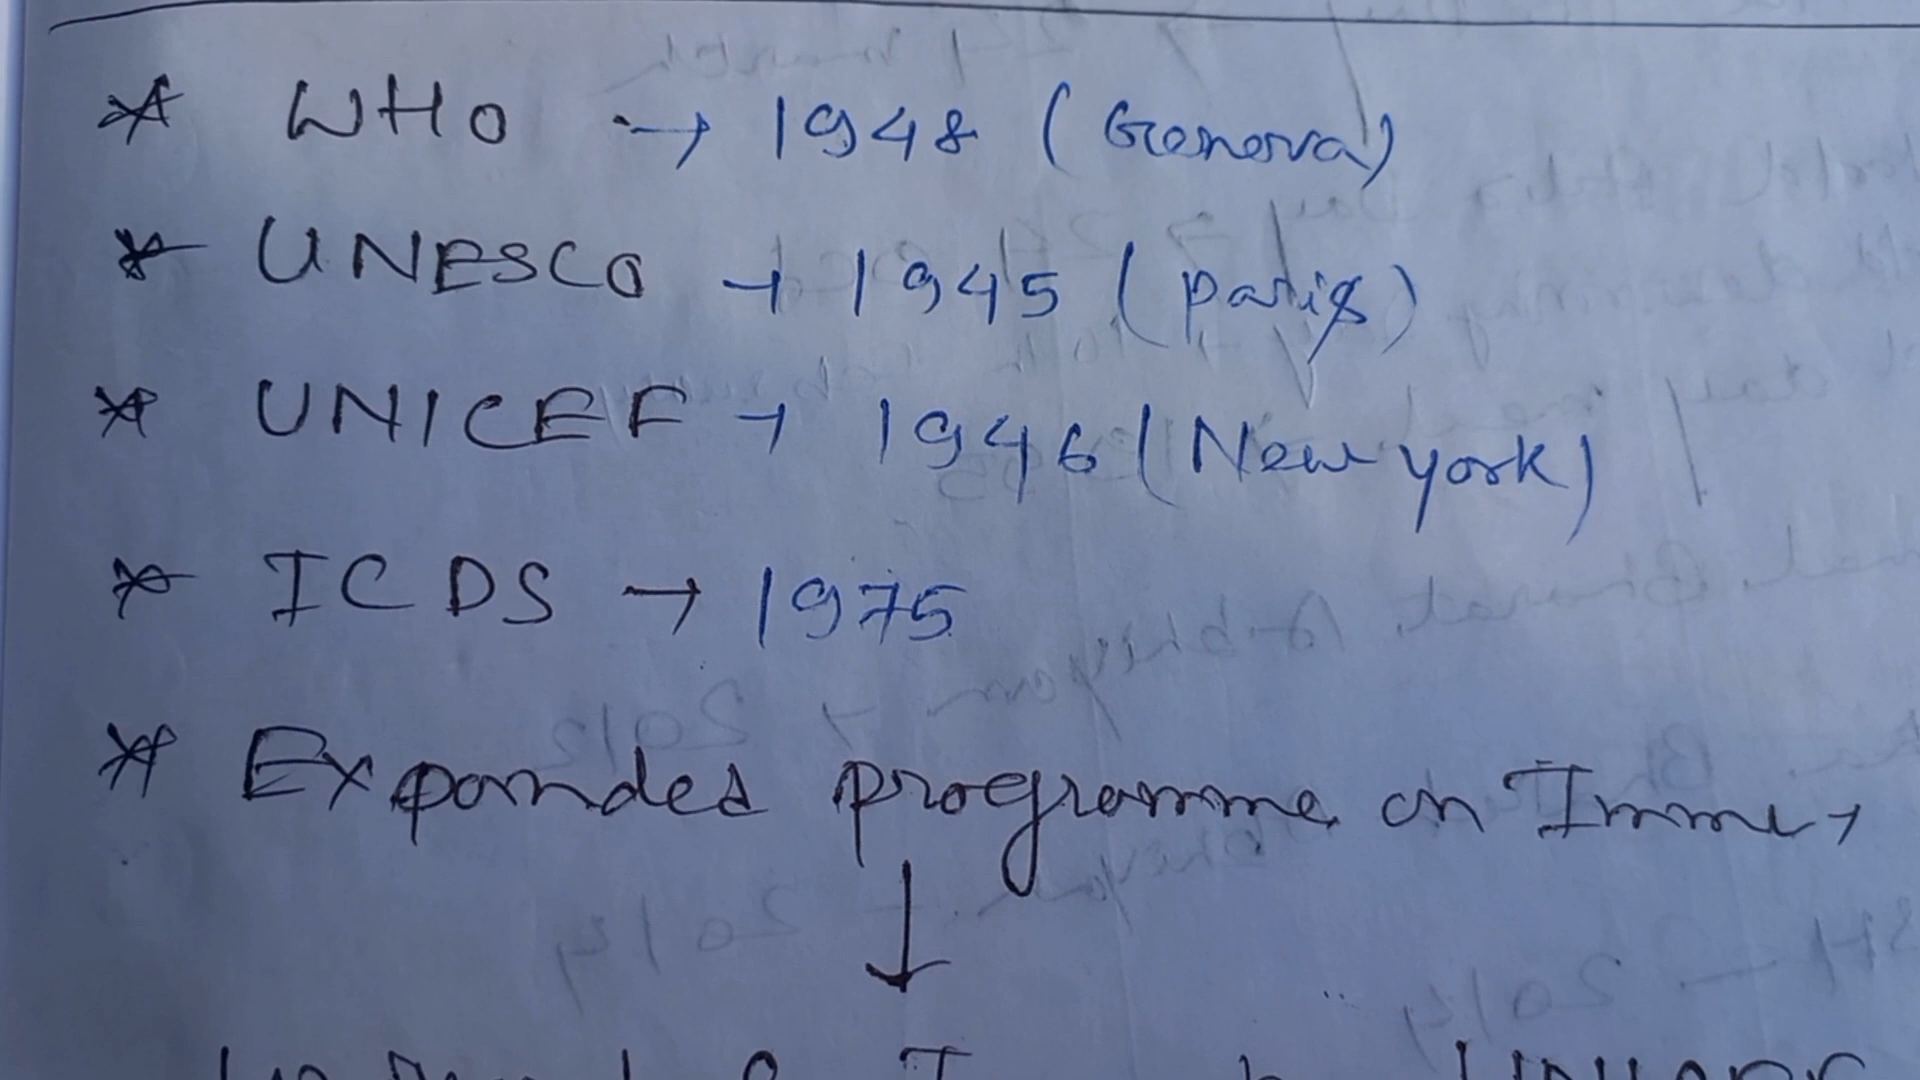 * WHO → 1948 (Geneva)
* UNESCO → 1945 (Paris)
* UNICEF → 1946 (New york)
* ICDS → 1975
* Expanded programme on Immu →
↓